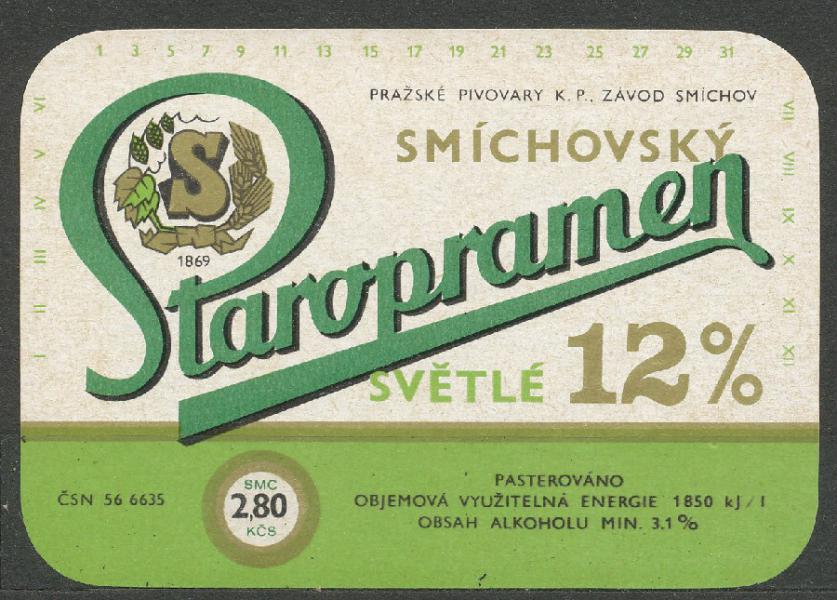 1 3 5 7 9 11 13 15 17 19 21 23 25 27 29 31
PRAŽSKÉ PIVOVARY K. P., ZÁVOD SMÍCHOV
SMÍCHOVSKÝ
Staropramen
S
1869
I II III IV V VI
VII VIII IX X XI XII
SVĚTLÉ 12%
ČSN 56 6635
SMC
2,80
KČS
PASTEROVÁNO
OBJEMOVÁ VYUŽITELNÁ ENERGIE 1850 kJ / l
OBSAH ALKOHOLU MIN. 3.1%